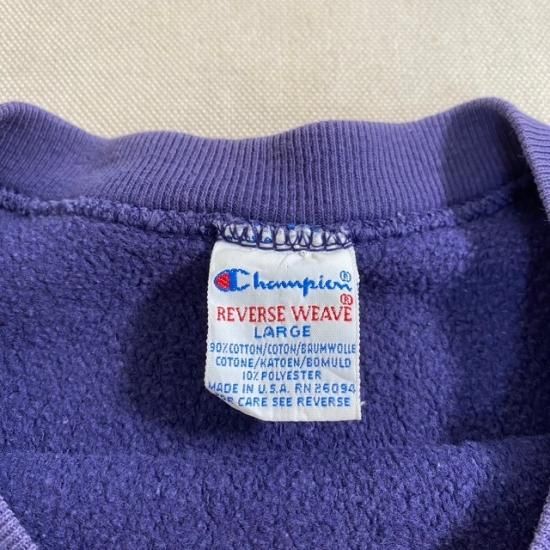 Champion®
REVERSE WEAVE®
LARGE
90% COTTON/COTON/BAUMWOLLE
COTONE/KATOEN/BOMULD
10% POLYESTER
MADE IN U.S.A. RN 26094
FOR CARE SEE REVERSE